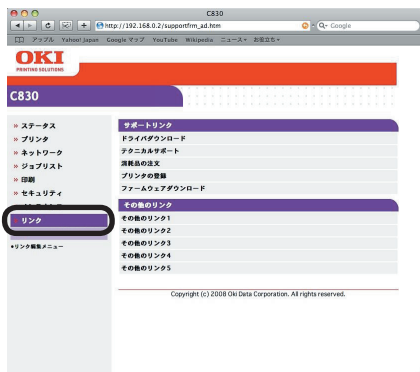 C830
http://192.168.0.2/supportfrm_ad.htm
Q- Google
アップル Yahoo! Japan Google マップ YouTube Wikipedia ニュース▼ お役立ち▼
OKI
PRINTING SOLUTIONS
C830
» ステータス
» プリンタ
» ネットワーク
» ジョブリスト
» 印刷
» セキュリティ
リンク
•リンク編集メニュー
サポートリンク
ドライバダウンロード
テクニカルサポート
消耗品の注文
プリンタの登録
ファームウェアダウンロード
その他のリンク
その他のリンク1
その他のリンク2
その他のリンク3
その他のリンク4
その他のリンク5
Copyright (c) 2008 Oki Data Corporation. All rights reserved.